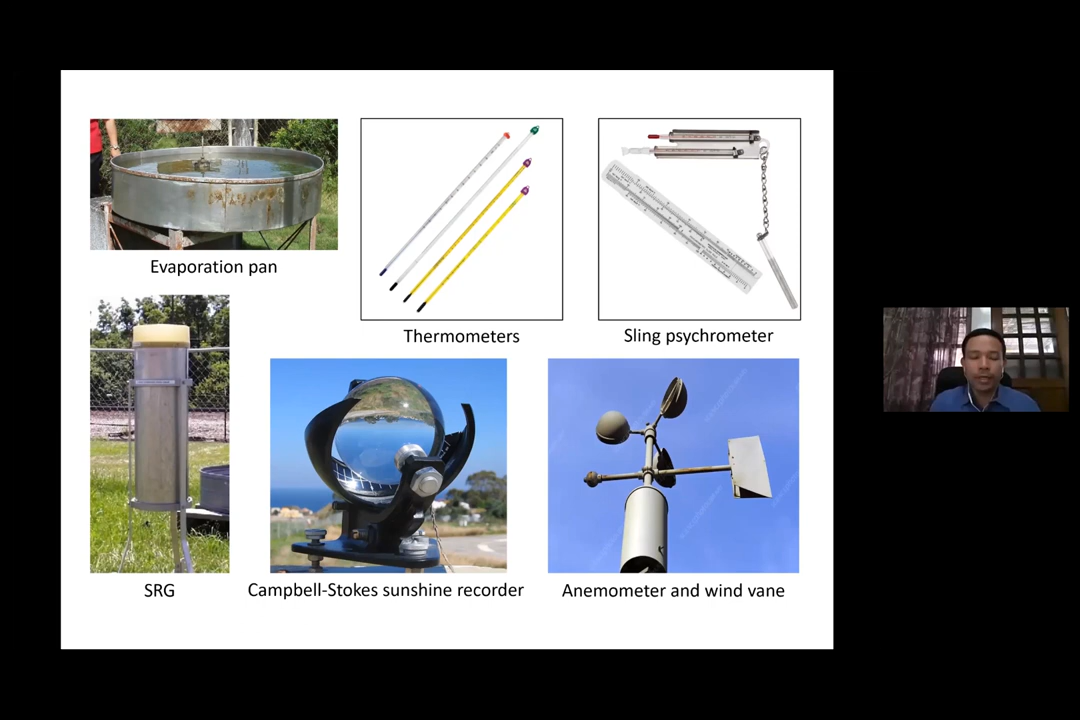 Evaporation pan
Thermometers
Sling psychrometer
SRG
Campbell-Stokes sunshine recorder
Anemometer and wind vane